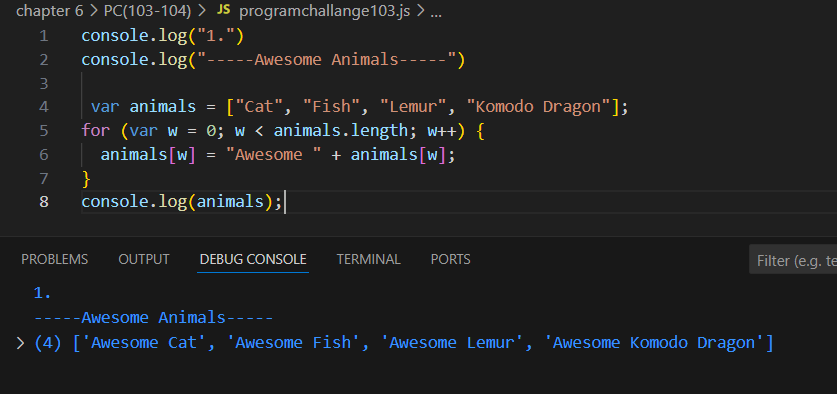 chapter 6 > PC(103-104) > JS programchallange103.js > ...
1 console.log("1.")
2 console.log("-----Awesome Animals-----")
3
4 var animals = ["Cat", "Fish", "Lemur", "Komodo Dragon"];
5 for (var w = 0; w < animals.length; w++) {
6 animals[w] = "Awesome " + animals[w];
7 }
8 console.log(animals);
PROBLEMS OUTPUT DEBUG CONSOLE TERMINAL PORTS Filter (e.g. te
1.
-----Awesome Animals-----
> (4) ['Awesome Cat', 'Awesome Fish', 'Awesome Lemur', 'Awesome Komodo Dragon']